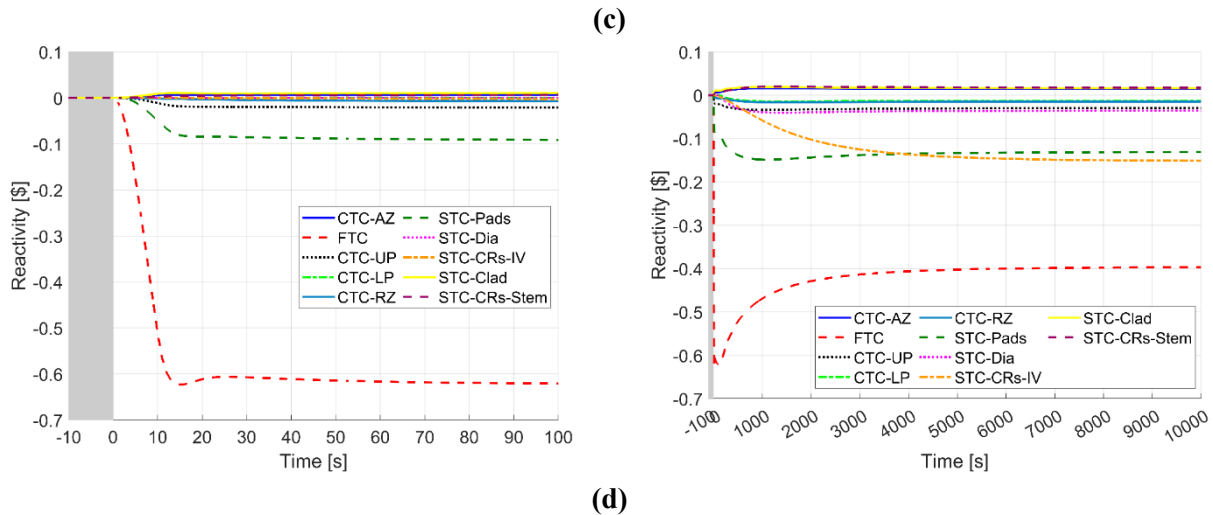 (c)
0.1
0
-0.1
-0.2
-0.3
-0.4
-0.5
-0.6
-0.7
Reactivity [$]
CTC-AZ STC-Pads
FTC STC-Dia
CTC-UP STC-CRs-IV
CTC-LP STC-Clad
CTC-RZ STC-CRs-Stem
-10 0 10 20 30 40 50 60 70 80 90 100
Time [s]
0.1
0
-0.1
-0.2
-0.3
-0.4
-0.5
-0.6
-0.7
Reactivity [$]
CTC-AZ CTC-RZ STC-Clad
FTC STC-Pads STC-CRs-Stem
CTC-UP STC-Dia
CTC-LP STC-CRs-IV
-100 0 1000 2000 3000 4000 5000 6000 7000 8000 9000 10000
Time [s]
(d)